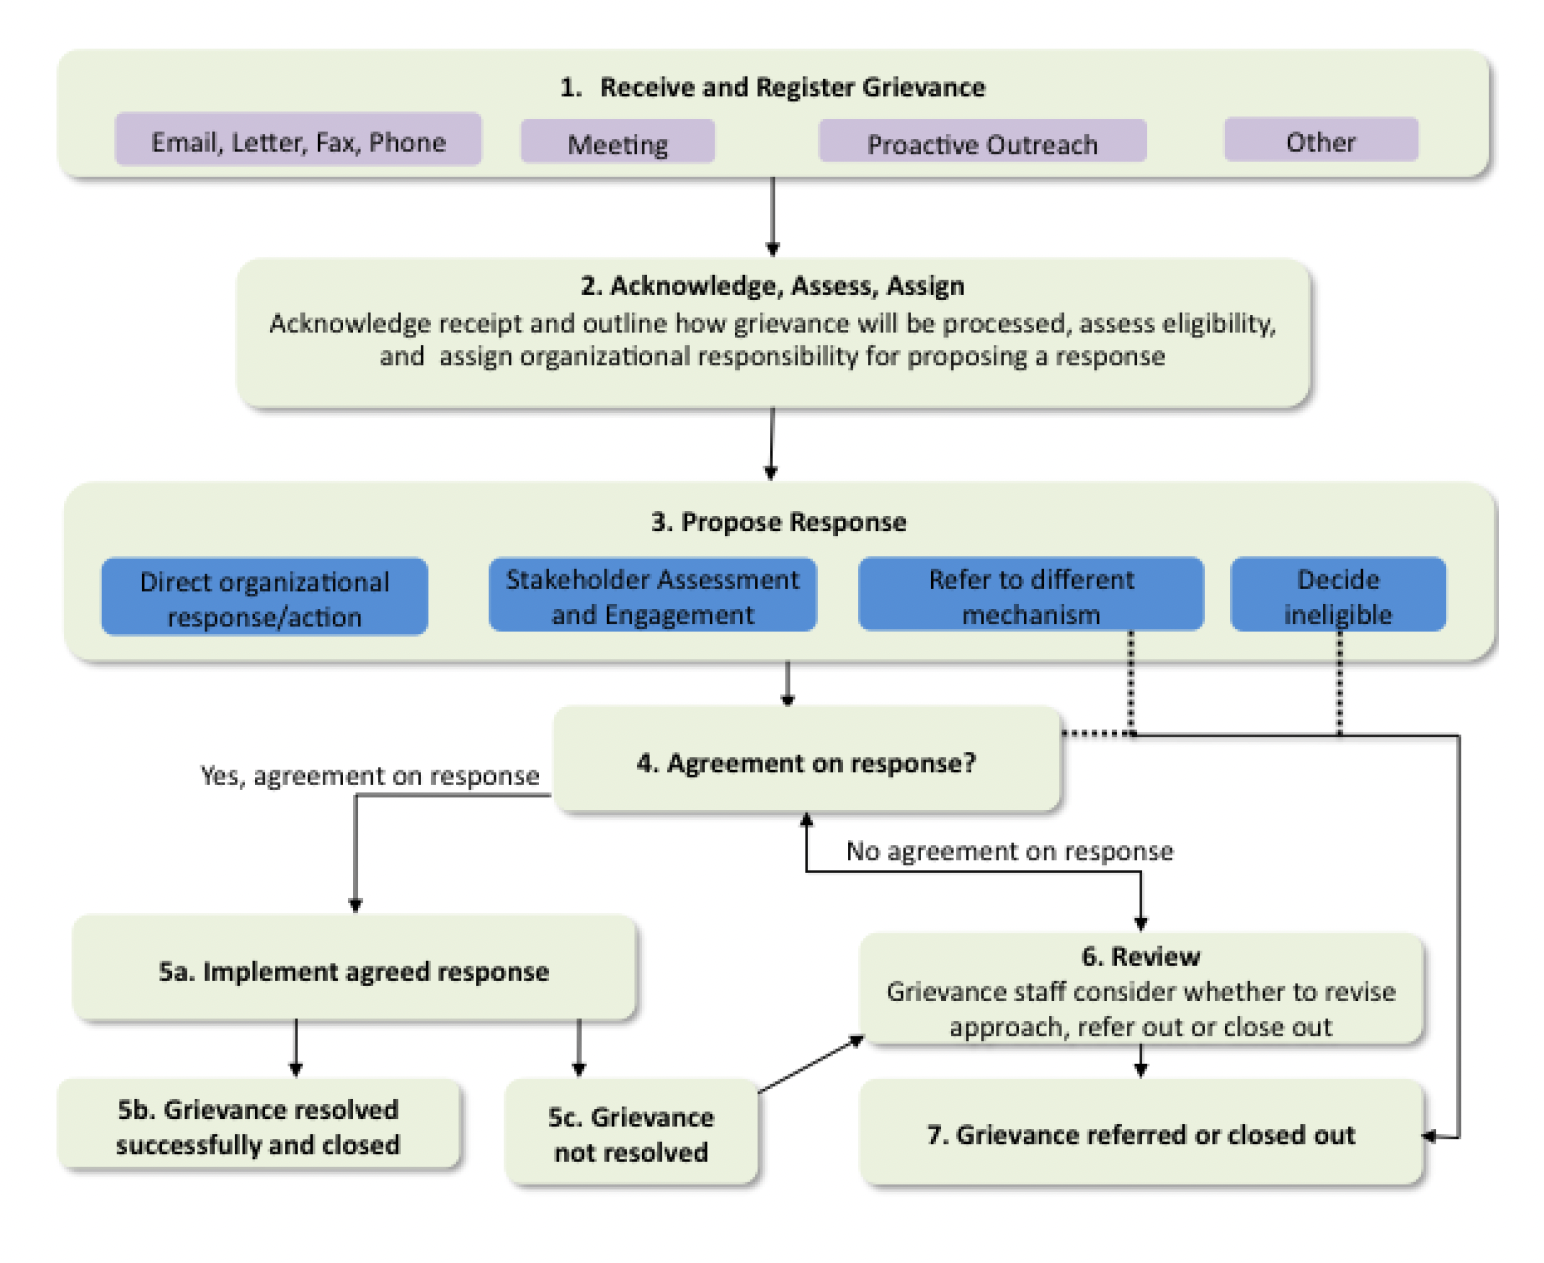 1. Receive and Register Grievance
Email, Letter, Fax, Phone
Meeting
Proactive Outreach
Other
2. Acknowledge, Assess, Assign
Acknowledge receipt and outline how grievance will be processed, assess eligibility,
and assign organizational responsibility for proposing a response
3. Propose Response
Direct organizational
response/action
Stakeholder Assessment
and Engagement
Refer to different
mechanism
Decide
ineligible
4. Agreement on response?
Yes, agreement on response
No agreement on response
5a. Implement agreed response
6. Review
Grievance staff consider whether to revise
approach, refer out or close out
5b. Grievance resolved
successfully and closed
5c. Grievance
not resolved
7. Grievance referred or closed out